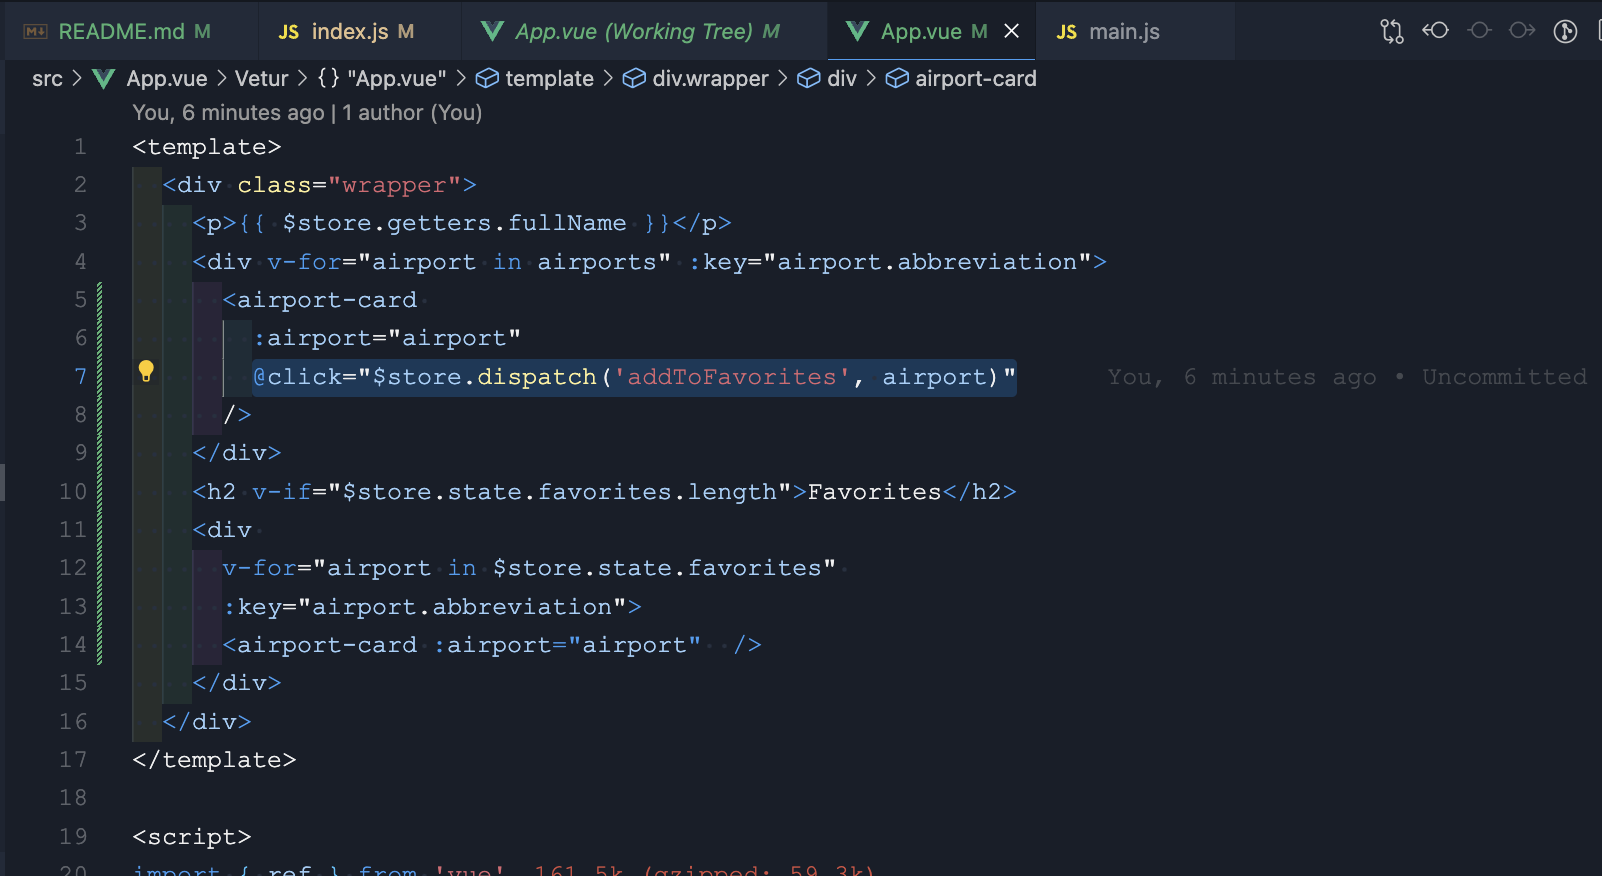 README.md M JS index.js M App.vue (Working Tree) M App.vue M JS main.js
src > App.vue > Vetur > {} "App.vue" > template > div.wrapper > div > airport-card
You, 6 minutes ago | 1 author (You)
1 <template>
2 <div class="wrapper">
3 <p>{{ $store.getters.fullName }}</p>
4 <div v-for="airport in airports" :key="airport.abbreviation">
5 <airport-card
6 :airport="airport"
7 @click="$store.dispatch('addToFavorites', airport)" You, 6 minutes ago • Uncommitted
8 />
9 </div>
10 <h2 v-if="$store.state.favorites.length">Favorites</h2>
11 <div
12 v-for="airport in $store.state.favorites"
13 :key="airport.abbreviation">
14 <airport-card :airport="airport" />
15 </div>
16 </div>
17 </template>
18
19 <script>
20 import { ref } from 'vue' 161.5k (gzipped: 59.3k)